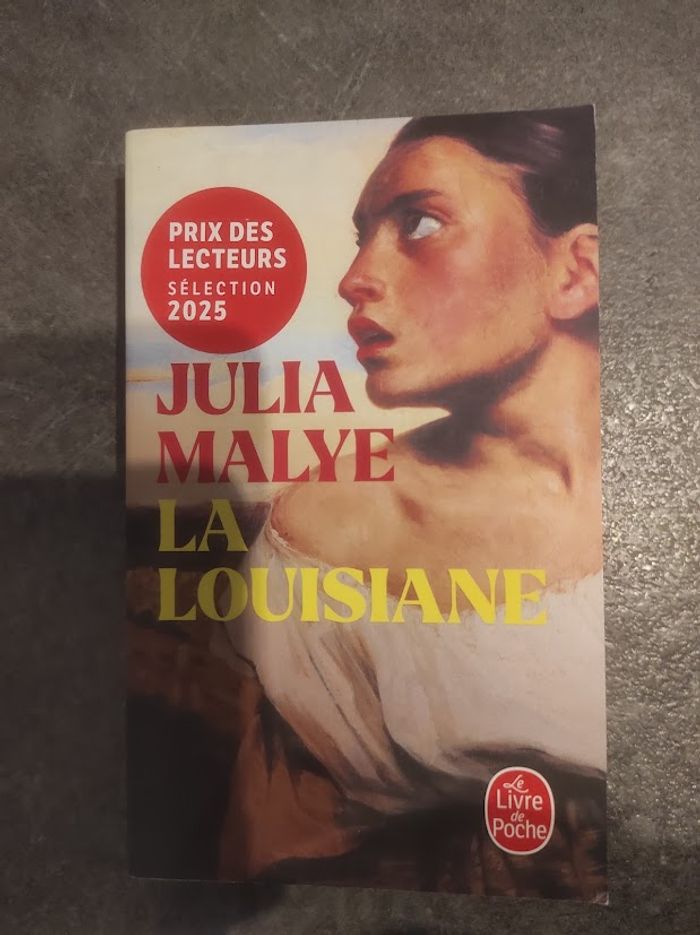 PRIX DES
LECTEURS
SÉLECTION
2025
JULIA
MALYE
LA
LOUISIANE
Le
Livre
de
Poche